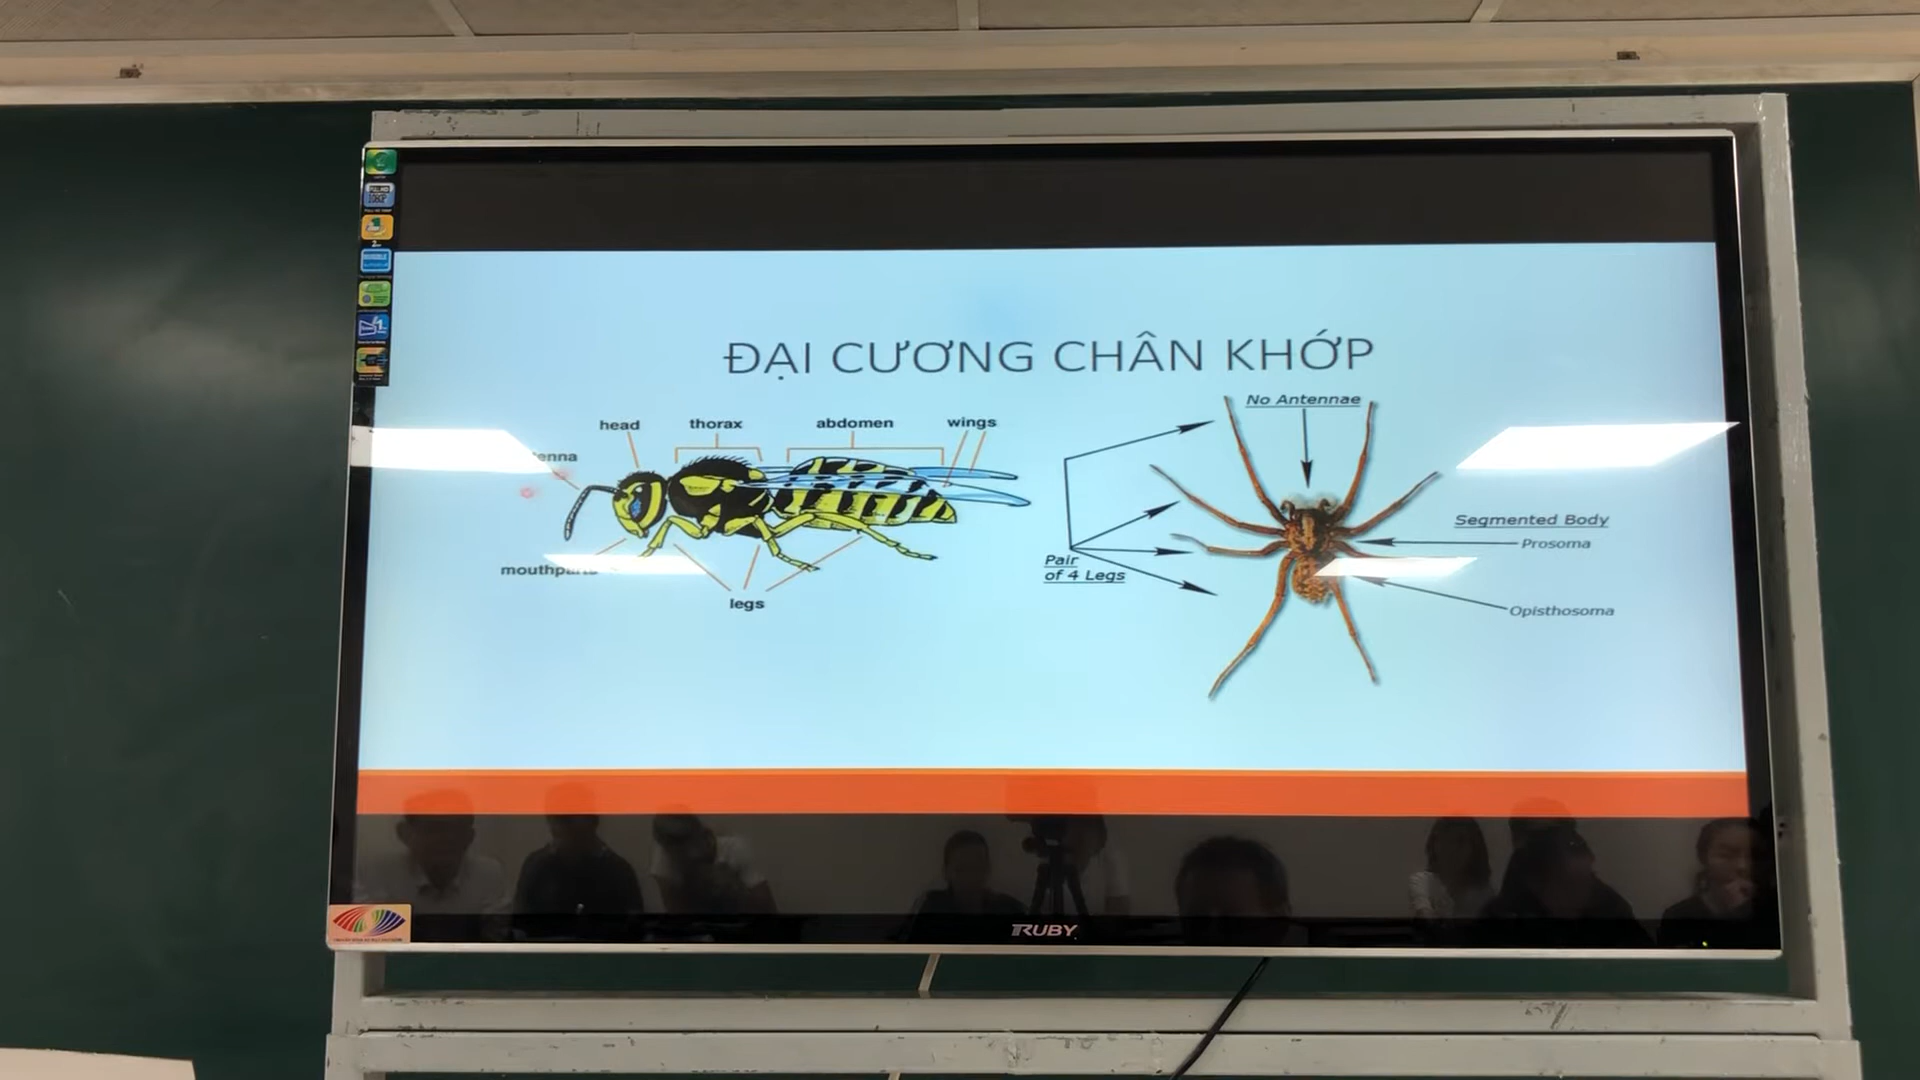 ĐẠI CƯƠNG CHÂN KHỚP
head
thorax
abdomen
wings
enna
legs
No Antennae
Pair
of 4 Legs
Segmented Body
Prosoma
Opisthosoma
RUBY